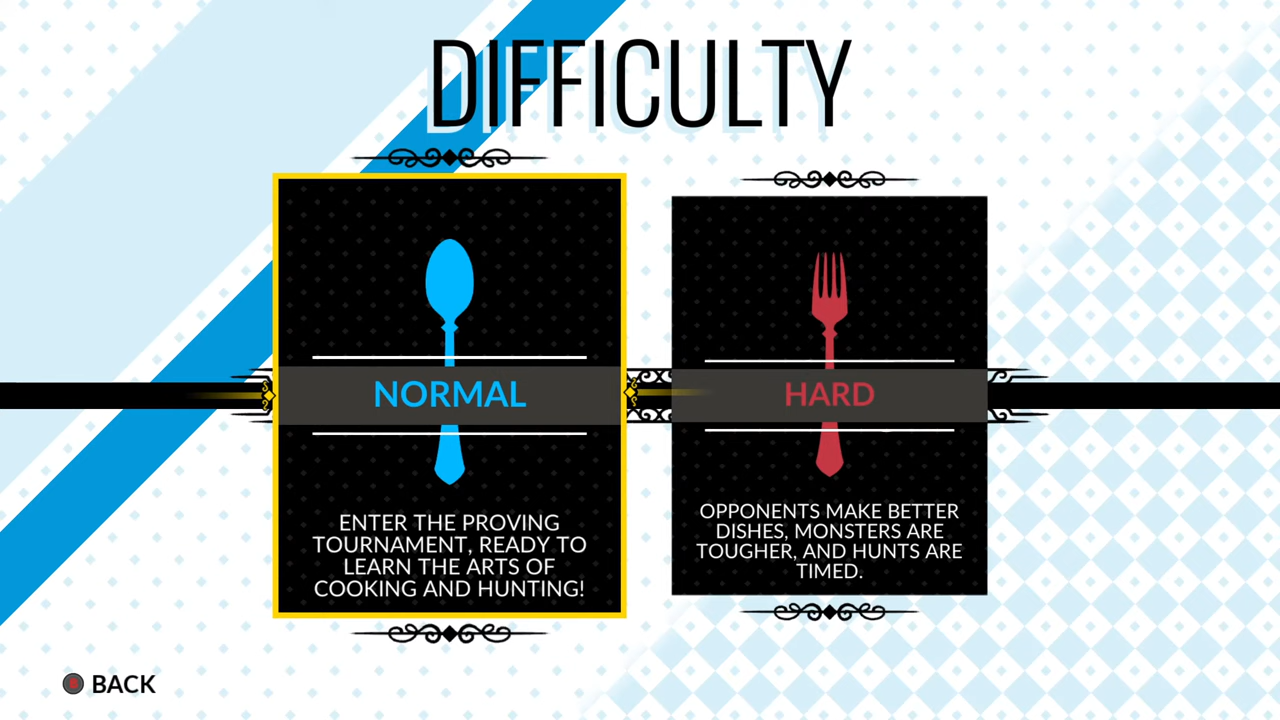 DIFFICULTY
NORMAL
ENTER THE PROVING
TOURNAMENT, READY TO
LEARN THE ARTS OF
COOKING AND HUNTING!
HARD
OPPONENTS MAKE BETTER
DISHES, MONSTERS ARE
TOUGHER, AND HUNTS ARE
TIMED.
BACK